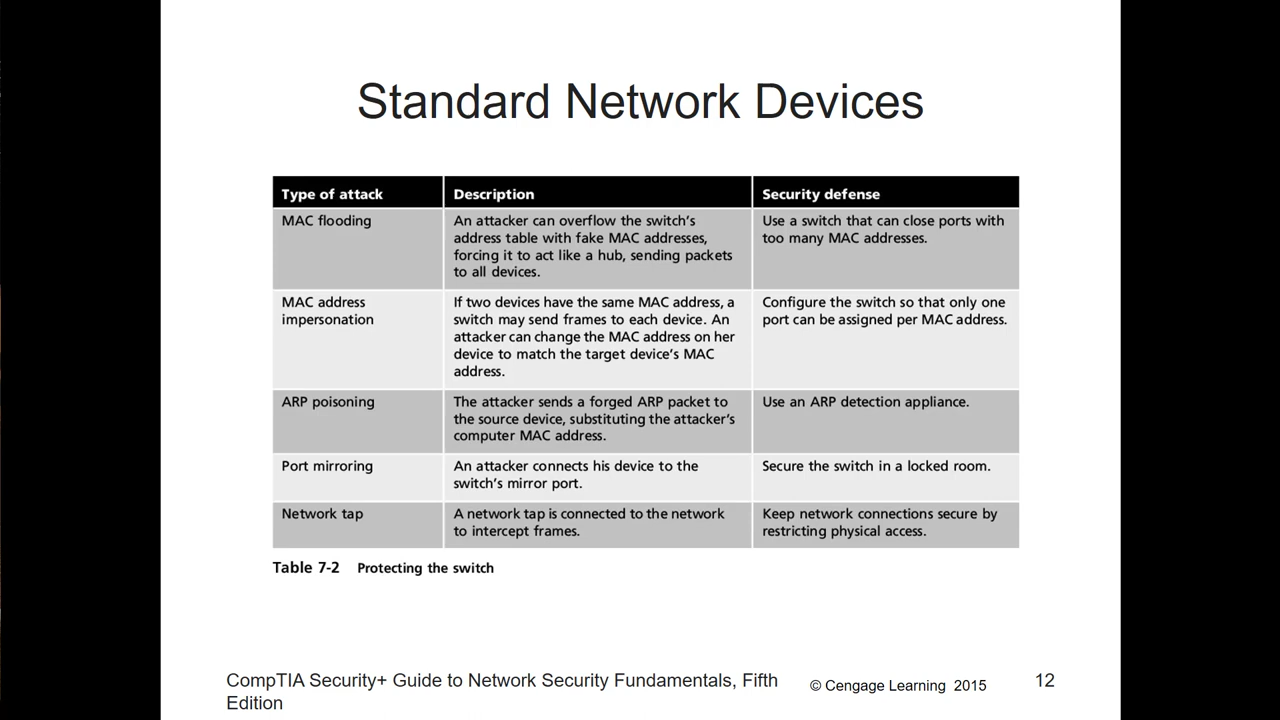 Standard Network Devices
Type of attack
Description
Security defense
MAC flooding
An attacker can overflow the switch's
address table with fake MAC addresses,
forcing it to act like a hub, sending packets
to all devices.
Use a switch that can close ports with
too many MAC addresses.
MAC address
impersonation
If two devices have the same MAC address, a
switch may send frames to each device. An
attacker can change the MAC address on her
device to match the target device's MAC
address.
Configure the switch so that only one
port can be assigned per MAC address.
ARP poisoning
The attacker sends a forged ARP packet to
the source device, substituting the attacker's
computer MAC address.
Use an ARP detection appliance.
Port mirroring
An attacker connects his device to the
switch's mirror port.
Secure the switch in a locked room.
Network tap
A network tap is connected to the network
to intercept frames.
Keep network connections secure by
restricting physical access.
Table 7-2 Protecting the switch
CompTIA Security+ Guide to Network Security Fundamentals, Fifth
Edition
© Cengage Learning 2015
12